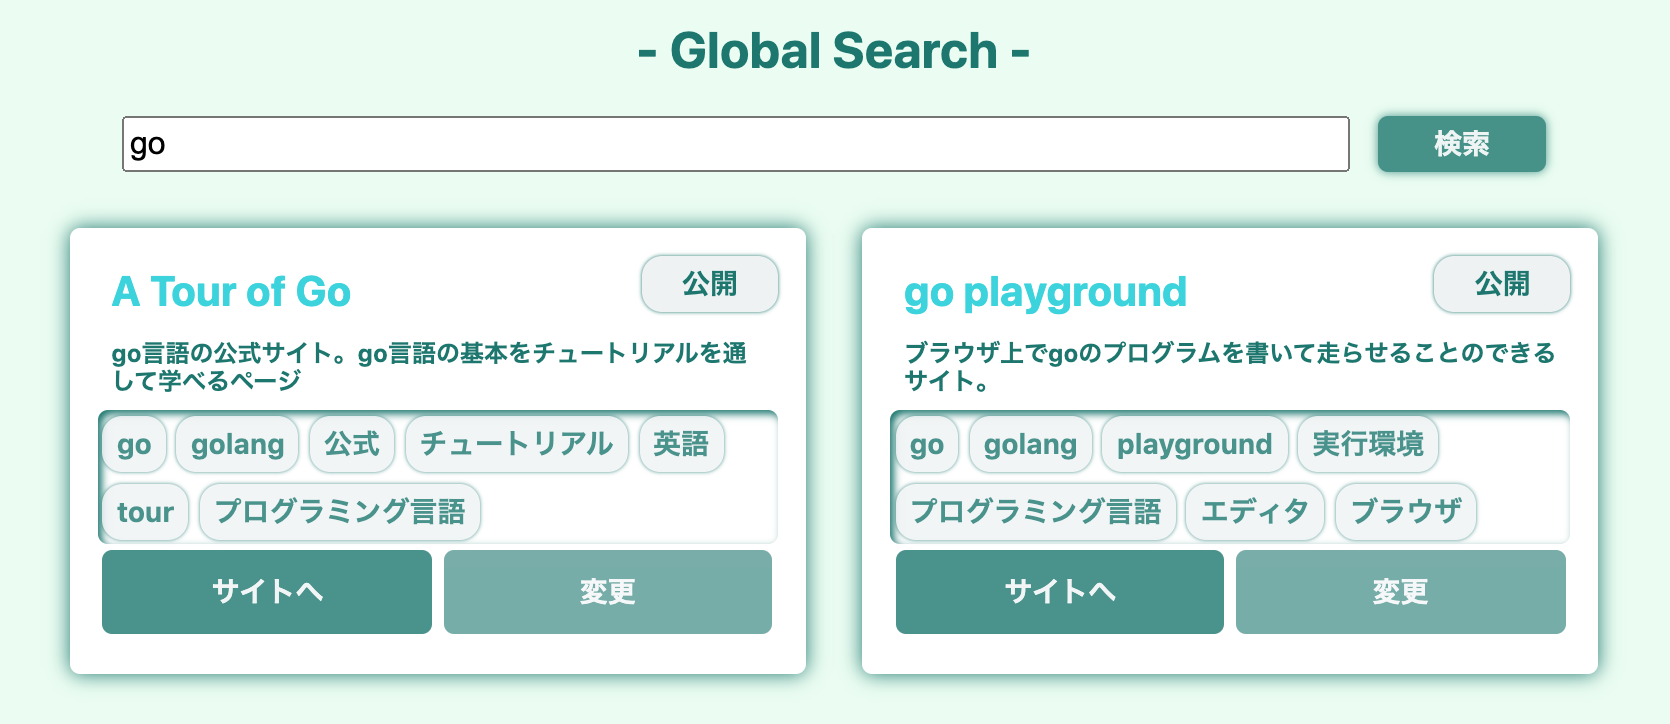 - Global Search -
go
検索
A Tour of Go
公開
go言語の公式サイト。go言語の基本をチュートリアルを通
して学べるページ
go golang 公式 チュートリアル 英語
tour プログラミング言語
サイトへ 変更
go playground
公開
ブラウザ上でgoのプログラムを書いて走らせることのできる
サイト。
go golang playground 実行環境
プログラミング言語 エディタ ブラウザ
サイトへ 変更